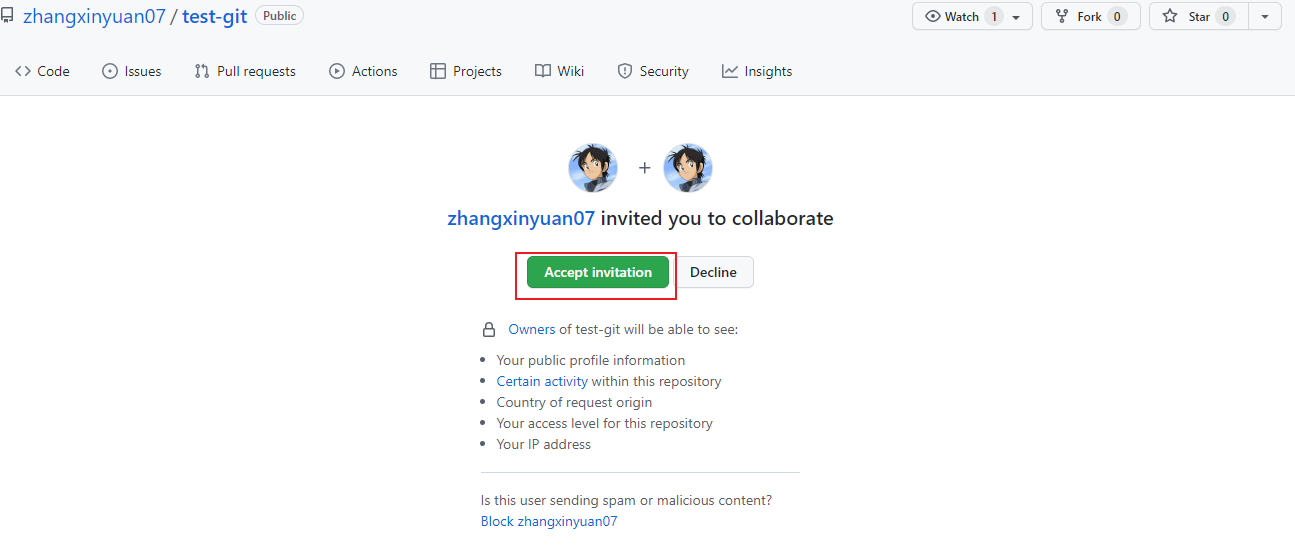 zhangxinyuan07 / test-git Public Watch 1 Fork 0 Star 0
Code Issues Pull requests Actions Projects Wiki Security Insights
+
zhangxinyuan07 invited you to collaborate
Accept invitation Decline
Owners of test-git will be able to see:
• Your public profile information
• Certain activity within this repository
• Country of request origin
• Your access level for this repository
• Your IP address
Is this user sending spam or malicious content?
Block zhangxinyuan07